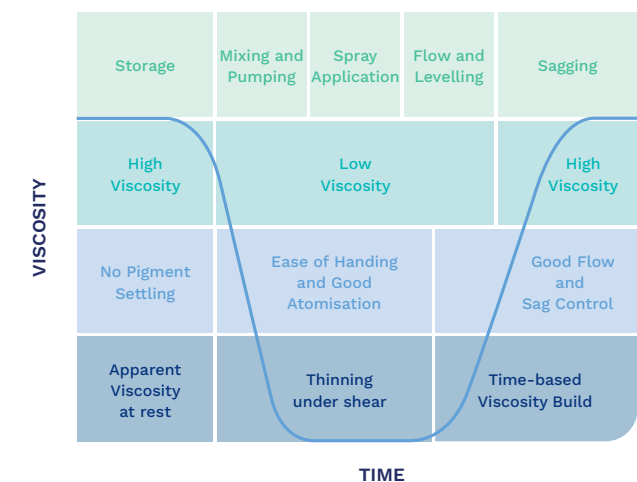 Storage
Mixing and
Pumping
Spray
Application
Flow and
Levelling
Sagging
High
Viscosity
Low
Viscosity
High
Viscosity
VISCOSITY
No Pigment
Settling
Ease of Handing
and Good
Atomisation
Good Flow
and
Sag Control
Apparent
Viscosity
at rest
Thinning
under shear
Time-based
Viscosity Build
TIME